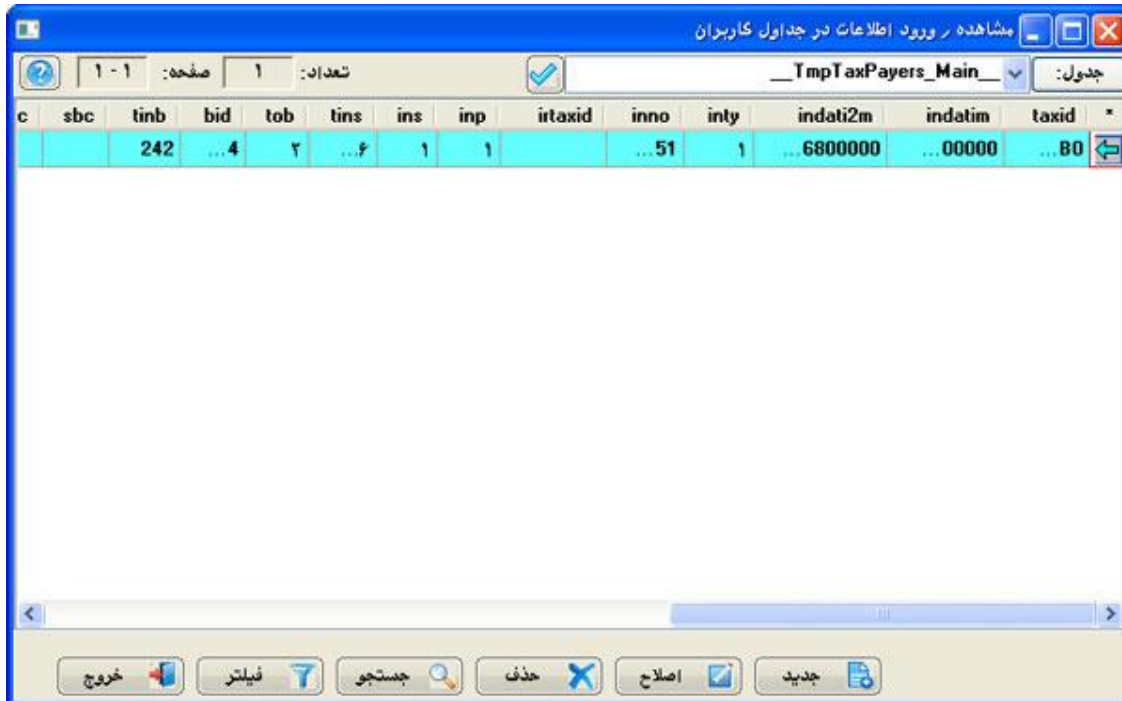 مشاهده / ورود اطلاعات در جداول کاربران
جدول: __TmpTaxPayers_Main__ تعداد: ۱ صفحه: ۱ - ۱
* taxid indatim indati2m inty inno irtaxid inp ins tins tob bid tinb sbc c
...B0 ...00000 ...6800000 ۱ ...51 ۱ ۱ ...۶ ۲ ...4 242
جدید اصلاح حذف جستجو فیلتر خروج